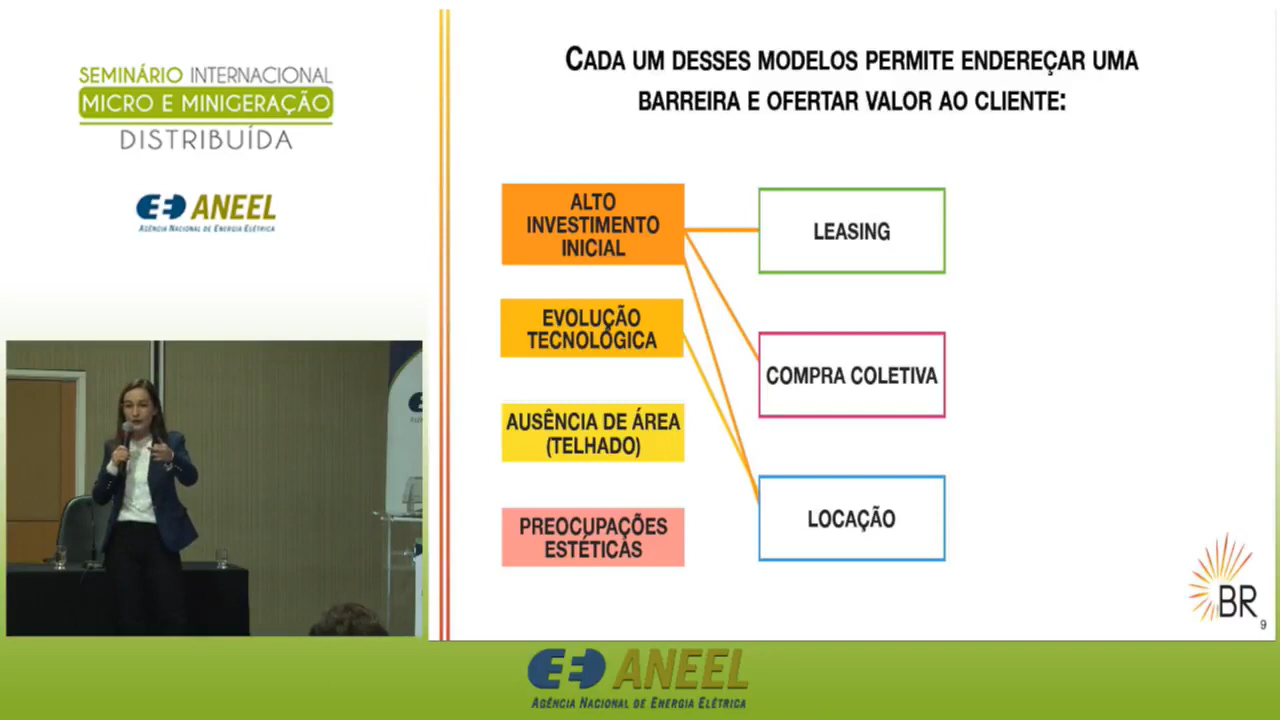 SEMINÁRIO INTERNACIONAL
MICRO E MINIGERAÇÃO
DISTRIBUÍDA
ANEEL
AGÊNCIA NACIONAL DE ENERGIA ELÉTRICA
CADA UM DESSES MODELOS PERMITE ENDEREÇAR UMA
BARREIRA E OFERTAR VALOR AO CLIENTE:
ALTO
INVESTIMENTO
INICIAL
EVOLUÇÃO
TECNOLÓGICA
AUSÊNCIA DE ÁREA
(TELHADO)
PREOCUPAÇÕES
ESTÉTICAS
LEASING
COMPRA COLETIVA
LOCAÇÃO
BR
9
ANEEL
AGÊNCIA NACIONAL DE ENERGIA ELÉTRICA